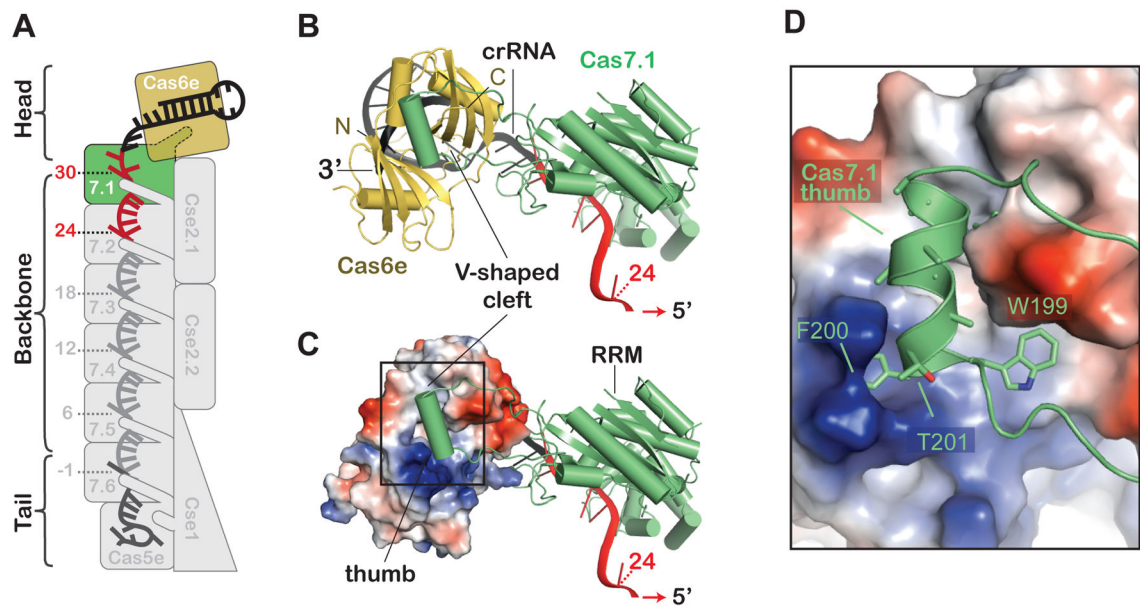 A
Head
Backbone
Tail
Cas6e
30
7.1
24
7.2
18
7.3
12
7.4
6
7.5
-1
7.6
Cas5e
Cse2.1
Cse2.2
Cse1
B
crRNA
Cas7.1
C
N
3’
Cas6e
V-shaped
cleft
24
5’
C
RRM
thumb
24
5’
D
Cas7.1
thumb
W199
F200
T201